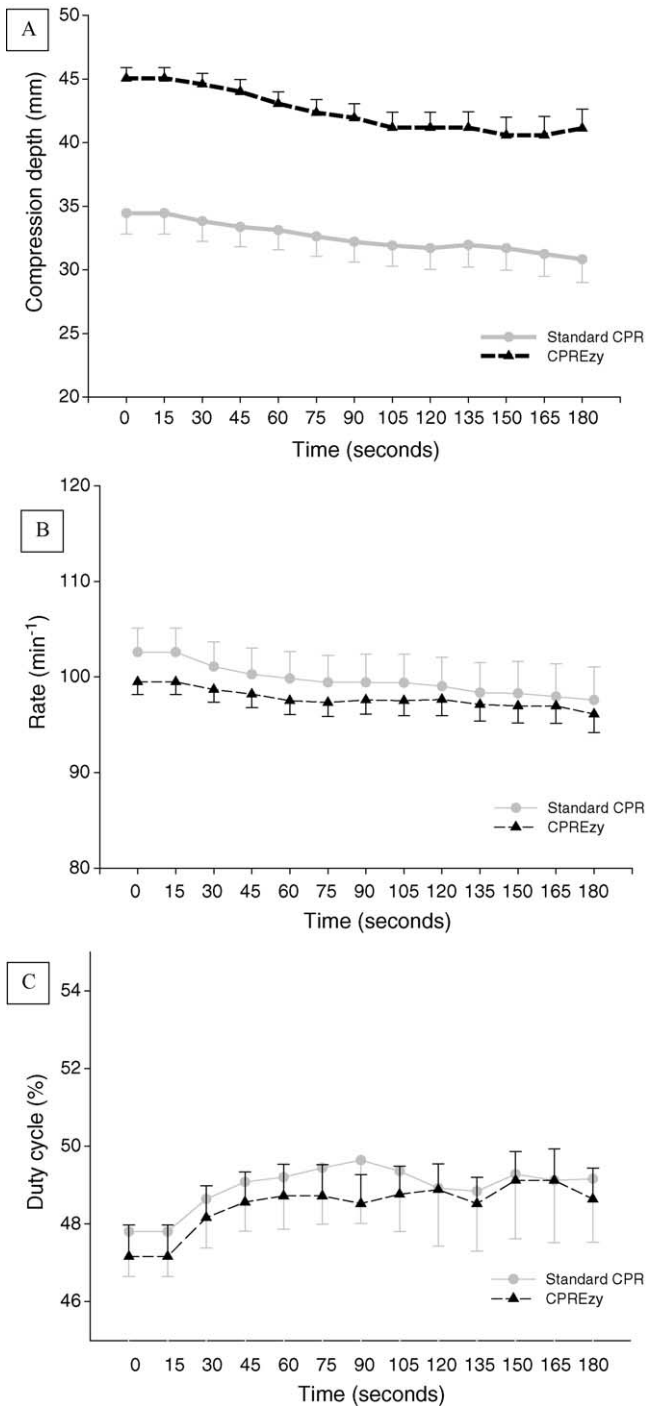 A
Compression depth (mm)
50
45
40
35
30
25
20
Standard CPR
CPREzy
0 15 30 45 60 75 90 105 120 135 150 165 180
Time (seconds)
B
Rate (min⁻¹)
120
110
100
90
80
Standard CPR
CPREzy
0 15 30 45 60 75 90 105 120 135 150 165 180
Time (seconds)
C
Duty cycle (%)
54
52
50
48
46
Standard CPR
CPREzy
0 15 30 45 60 75 90 105 120 135 150 165 180
Time (seconds)